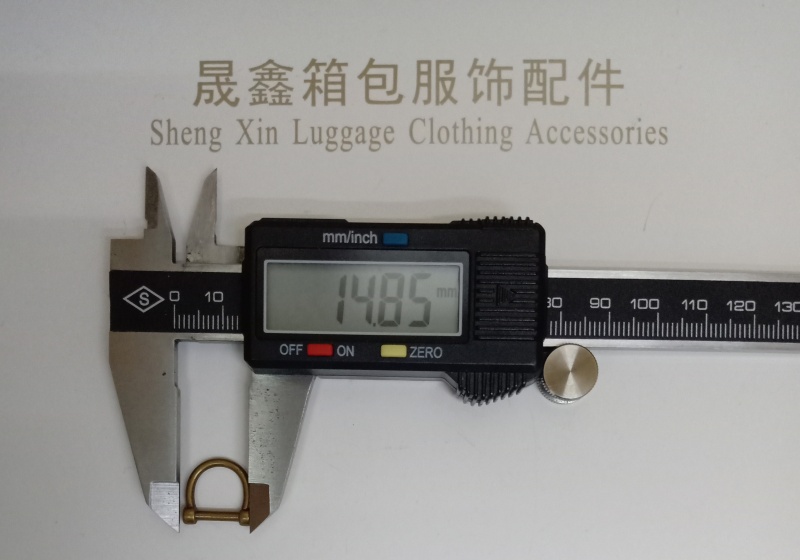 晟鑫箱包服饰配件
Sheng Xin Luggage Clothing Accessories
mm/inch
14.85 mm
S 0 10
80 90 100 110 120 130
OFF ON ZERO